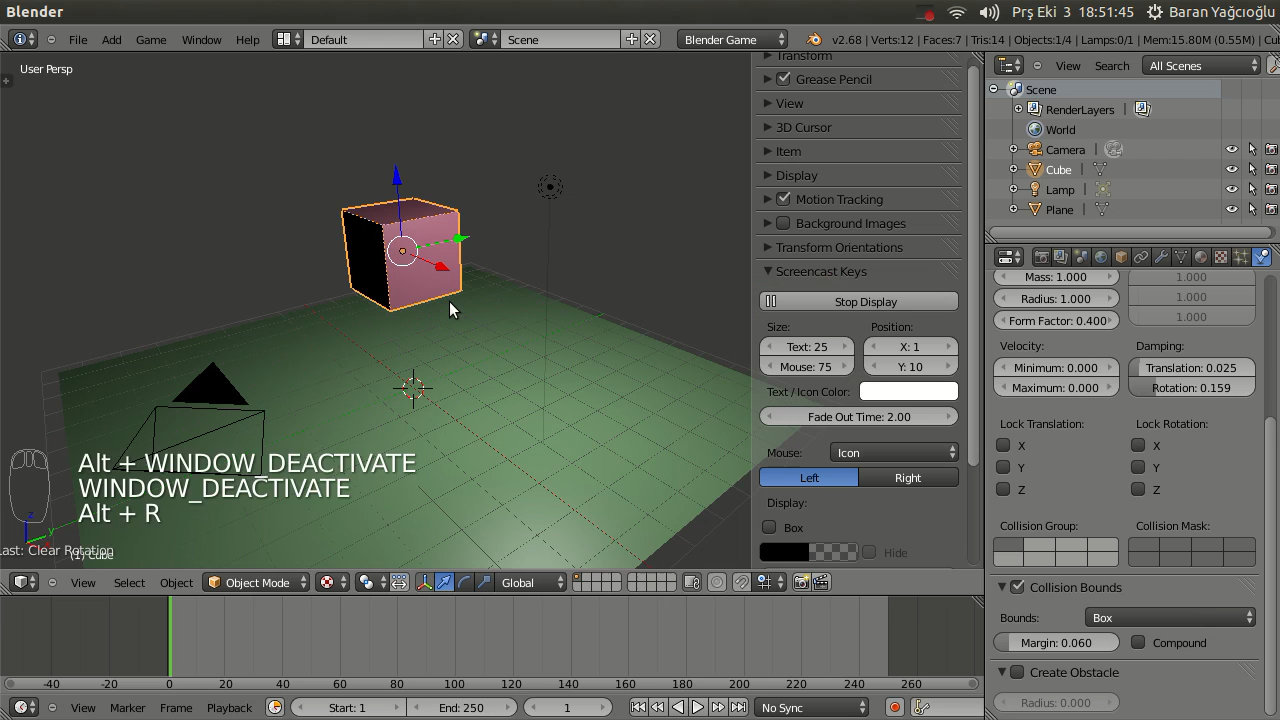 Blender
Prş Eki 3 18:51:45 Baran Yağcıoğlu
File Add Game Window Help Default Scene Blender Game v2.68 | Verts:12 | Faces:7 | Tris:14 | Objects:1/4 | Lamps:0/1 | Mem:15.80M (0.55M) | Cub
User Persp
Transform
Grease Pencil
View
3D Cursor
Item
Display
Motion Tracking
Background Images
Transform Orientations
Screencast Keys
Stop Display
Size: Position:
Text: 25 X: 1
Mouse: 75 Y: 10
Text / Icon Color:
Fade Out Time: 2.00
Mouse: Icon
Left Right
Display:
Box
Hide
Alt + WINDOW_DEACTIVATE
WINDOW_DEACTIVATE
Alt + R
z
y
ast: Clear Rotation
(1) Cube
View Select Object Object Mode Global
-40 -20 0 20 40 60 80 100 120 140 160 180 200 220 240 260
View Marker Frame Playback Start: 1 End: 250 1 No Sync
View Search All Scenes
Scene
RenderLayers |
World
Camera |
Cube |
Lamp |
Plane |
Mass: 1.000 1.000
Radius: 1.000 1.000
Form Factor: 0.400 1.000
Velocity: Damping:
Minimum: 0.000 Translation: 0.025
Maximum: 0.000 Rotation: 0.159
Lock Translation: Lock Rotation:
X X
Y Y
Z Z
Collision Group: Collision Mask:
Collision Bounds
Bounds: Box
Margin: 0.060 Compound
Create Obstacle
Radius: 0.000